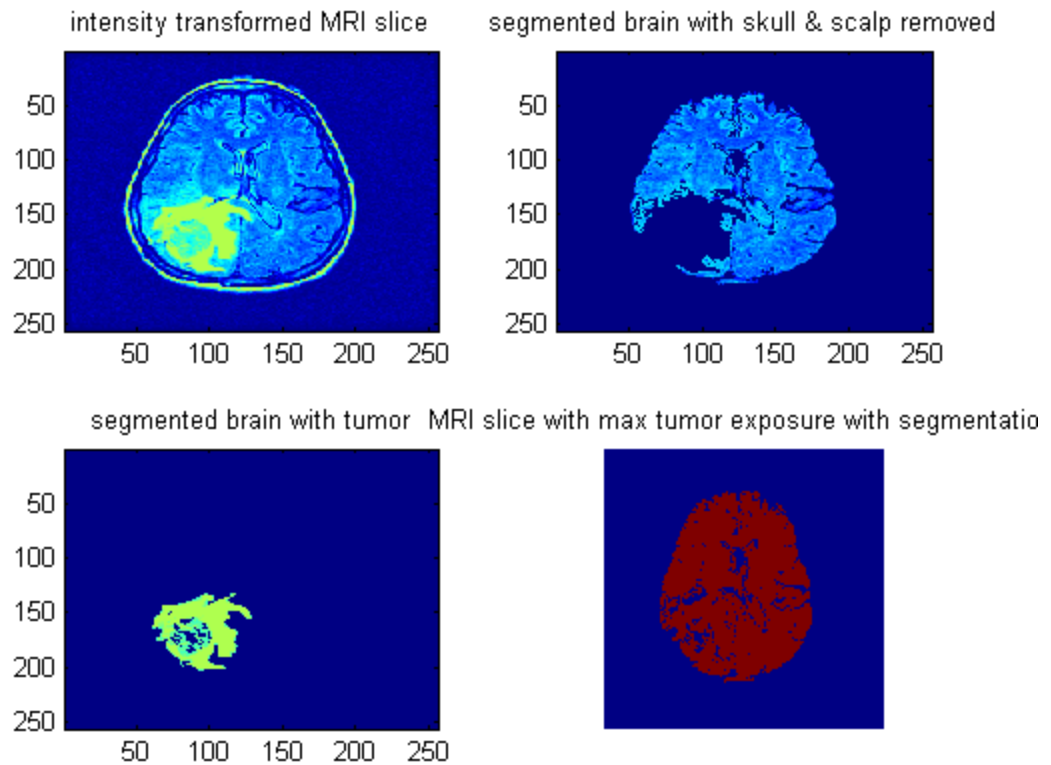 intensity transformed MRI slice
segmented brain with skull & scalp removed
50
100
150
200
250
50 100 150 200 250
50
100
150
200
250
50 100 150 200 250
segmented brain with tumor
MRI slice with max tumor exposure with segmentatio
50
100
150
200
250
50 100 150 200 250